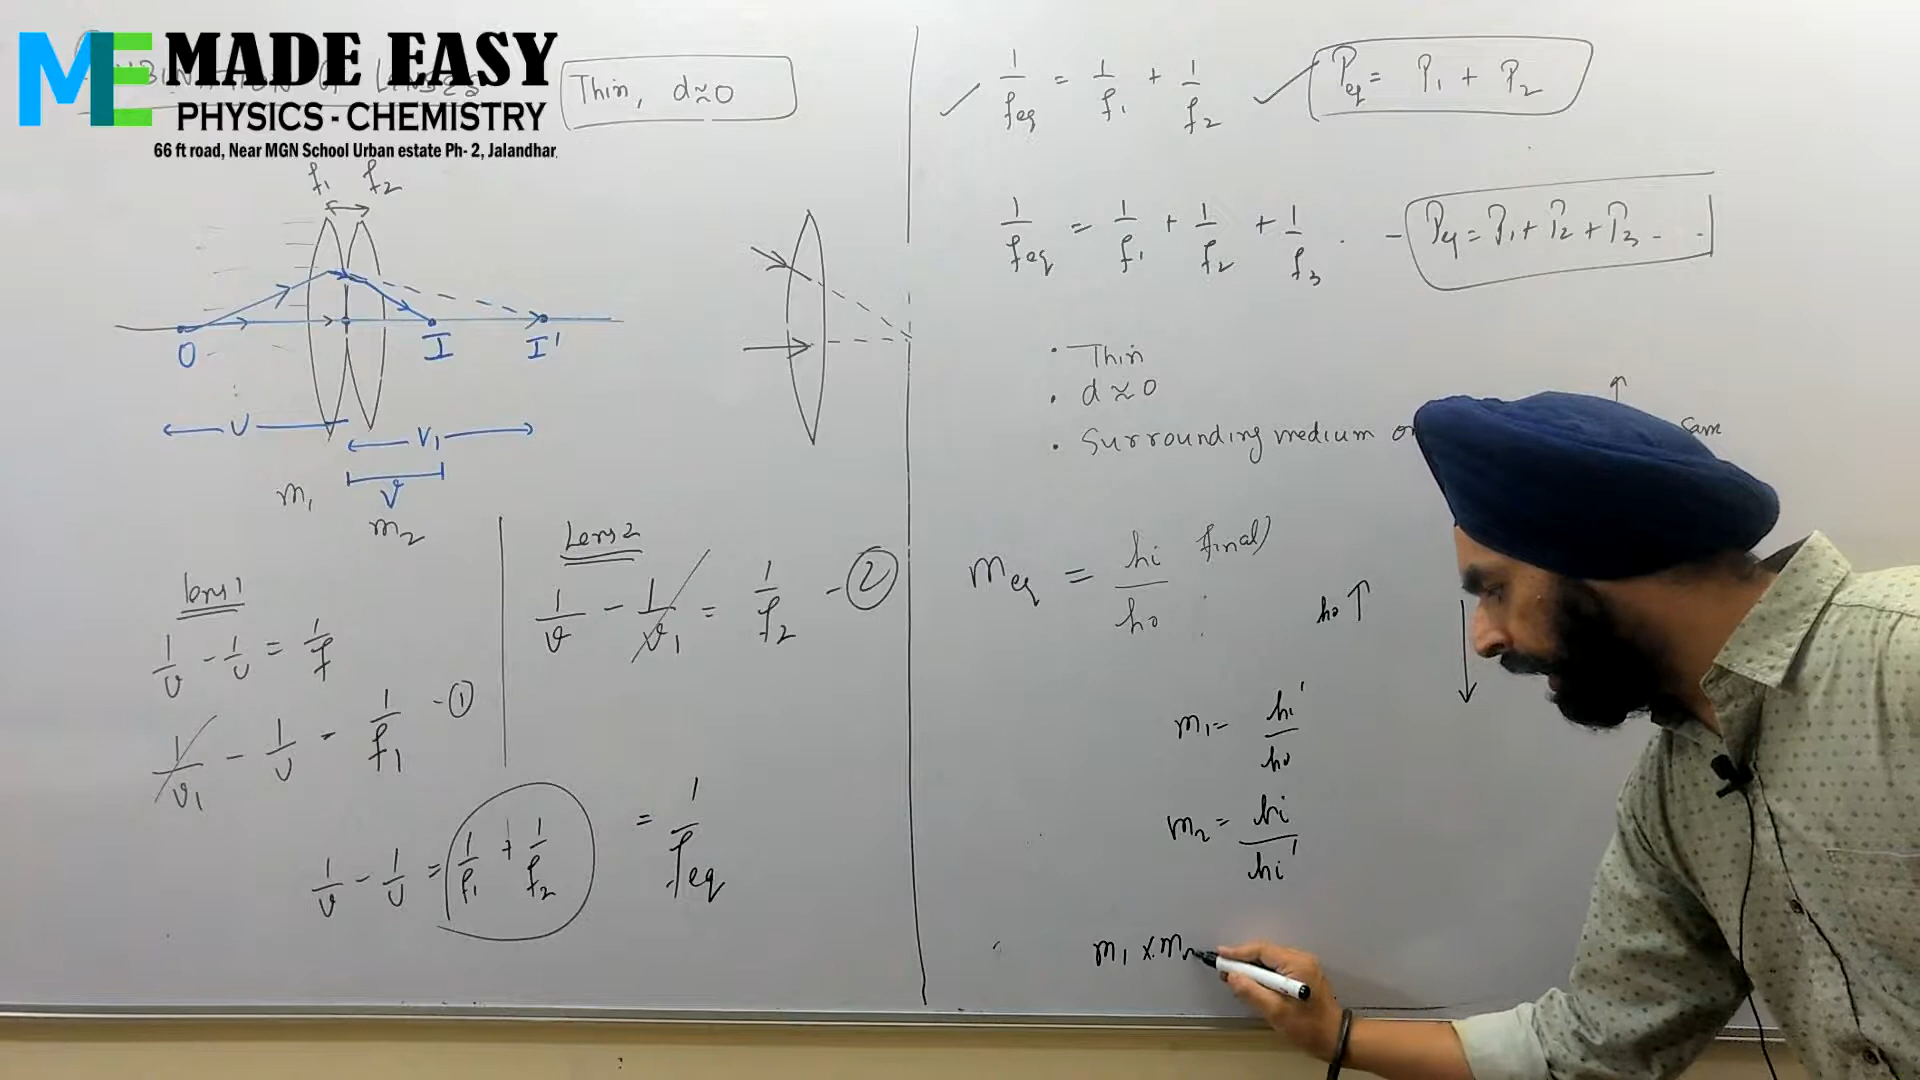 ME MADE EASY
PHYSICS - CHEMISTRY
66 ft road, Near MGN School Urban estate Ph- 2, Jalandhar,
Thin, d≈0
f₁ f₂
O I I'
u v₁
v
m₁
m₂
lens 1
1/v - 1/u = 1/f
1/v₁ - 1/u = 1/f₁ - ①
Lens 2
1/v - 1/v₁ = 1/f₂ - ②
1/v - 1/u = 1/f₁ + 1/f₂ = 1/feq
1/feq = 1/f₁ + 1/f₂
Peq = P₁ + P₂
1/feq = 1/f₁ + 1/f₂ + 1/f₃ . -
Peq = P₁ + P₂ + P₃ - - .
• Thin
• d≈0
• Surrounding medium
Sam
meq = hi final) / ho
ho ↑
m₁ = hi' / ho
m₂ = hi / hi'
m₁ × m